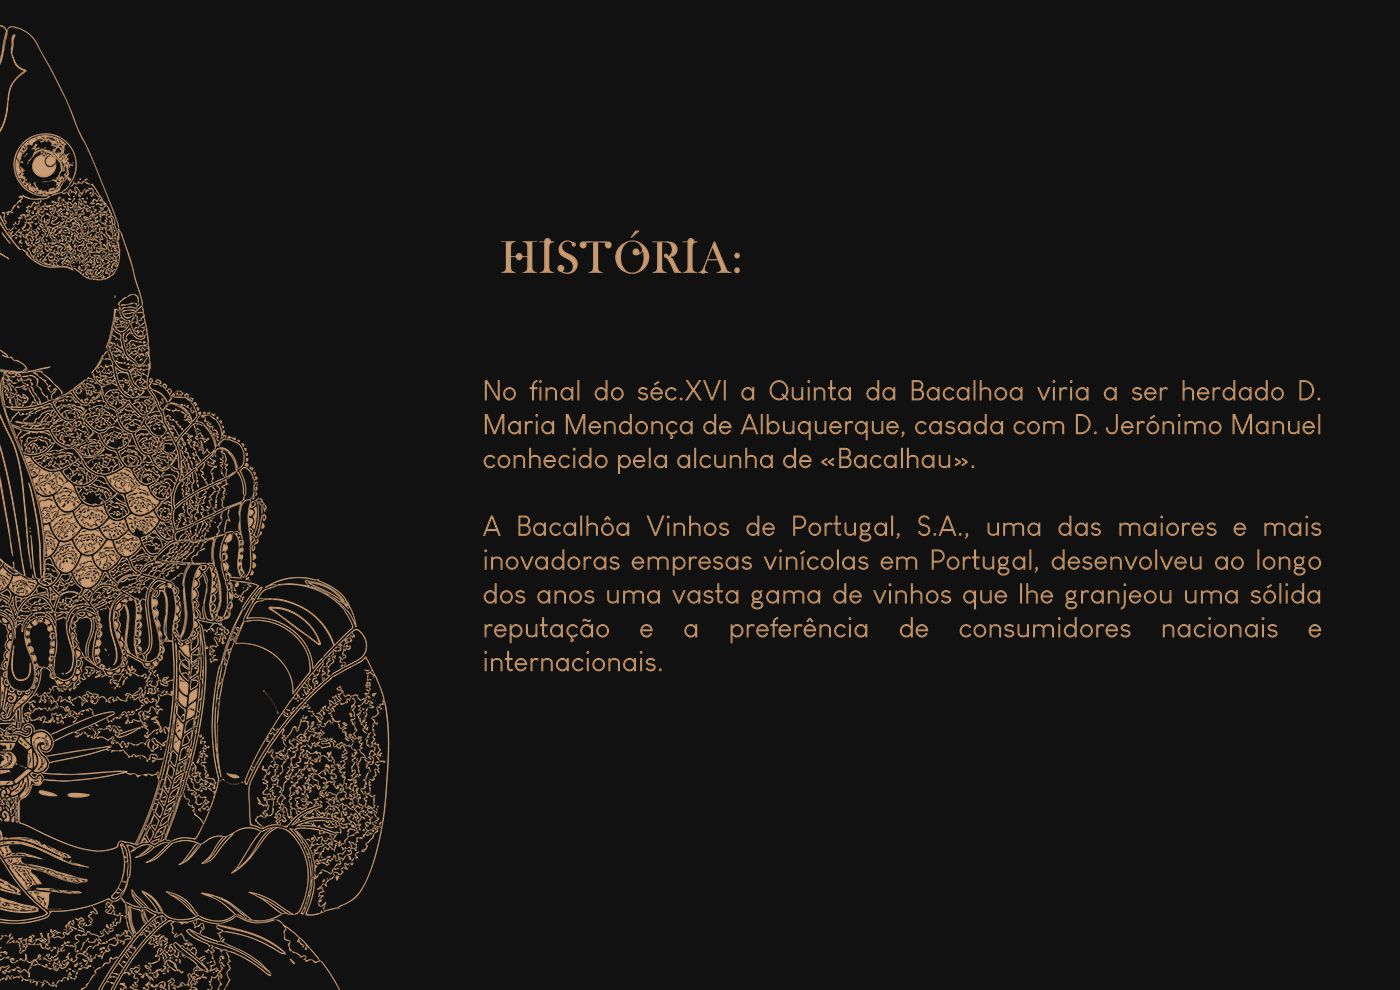 HISTÓRIA:
No final do séc.XVI a Quinta da Bacalhoa viria a ser herdado D.
Maria Mendonça de Albuquerque, casada com D. Jerónimo Manuel
conhecido pela alcunha de «Bacalhau».
A Bacalhôa Vinhos de Portugal, S.A., uma das maiores e mais
inovadoras empresas vinícolas em Portugal, desenvolveu ao longo
dos anos uma vasta gama de vinhos que lhe granjeou uma sólida
reputação e a preferência de consumidores nacionais e
internacionais.